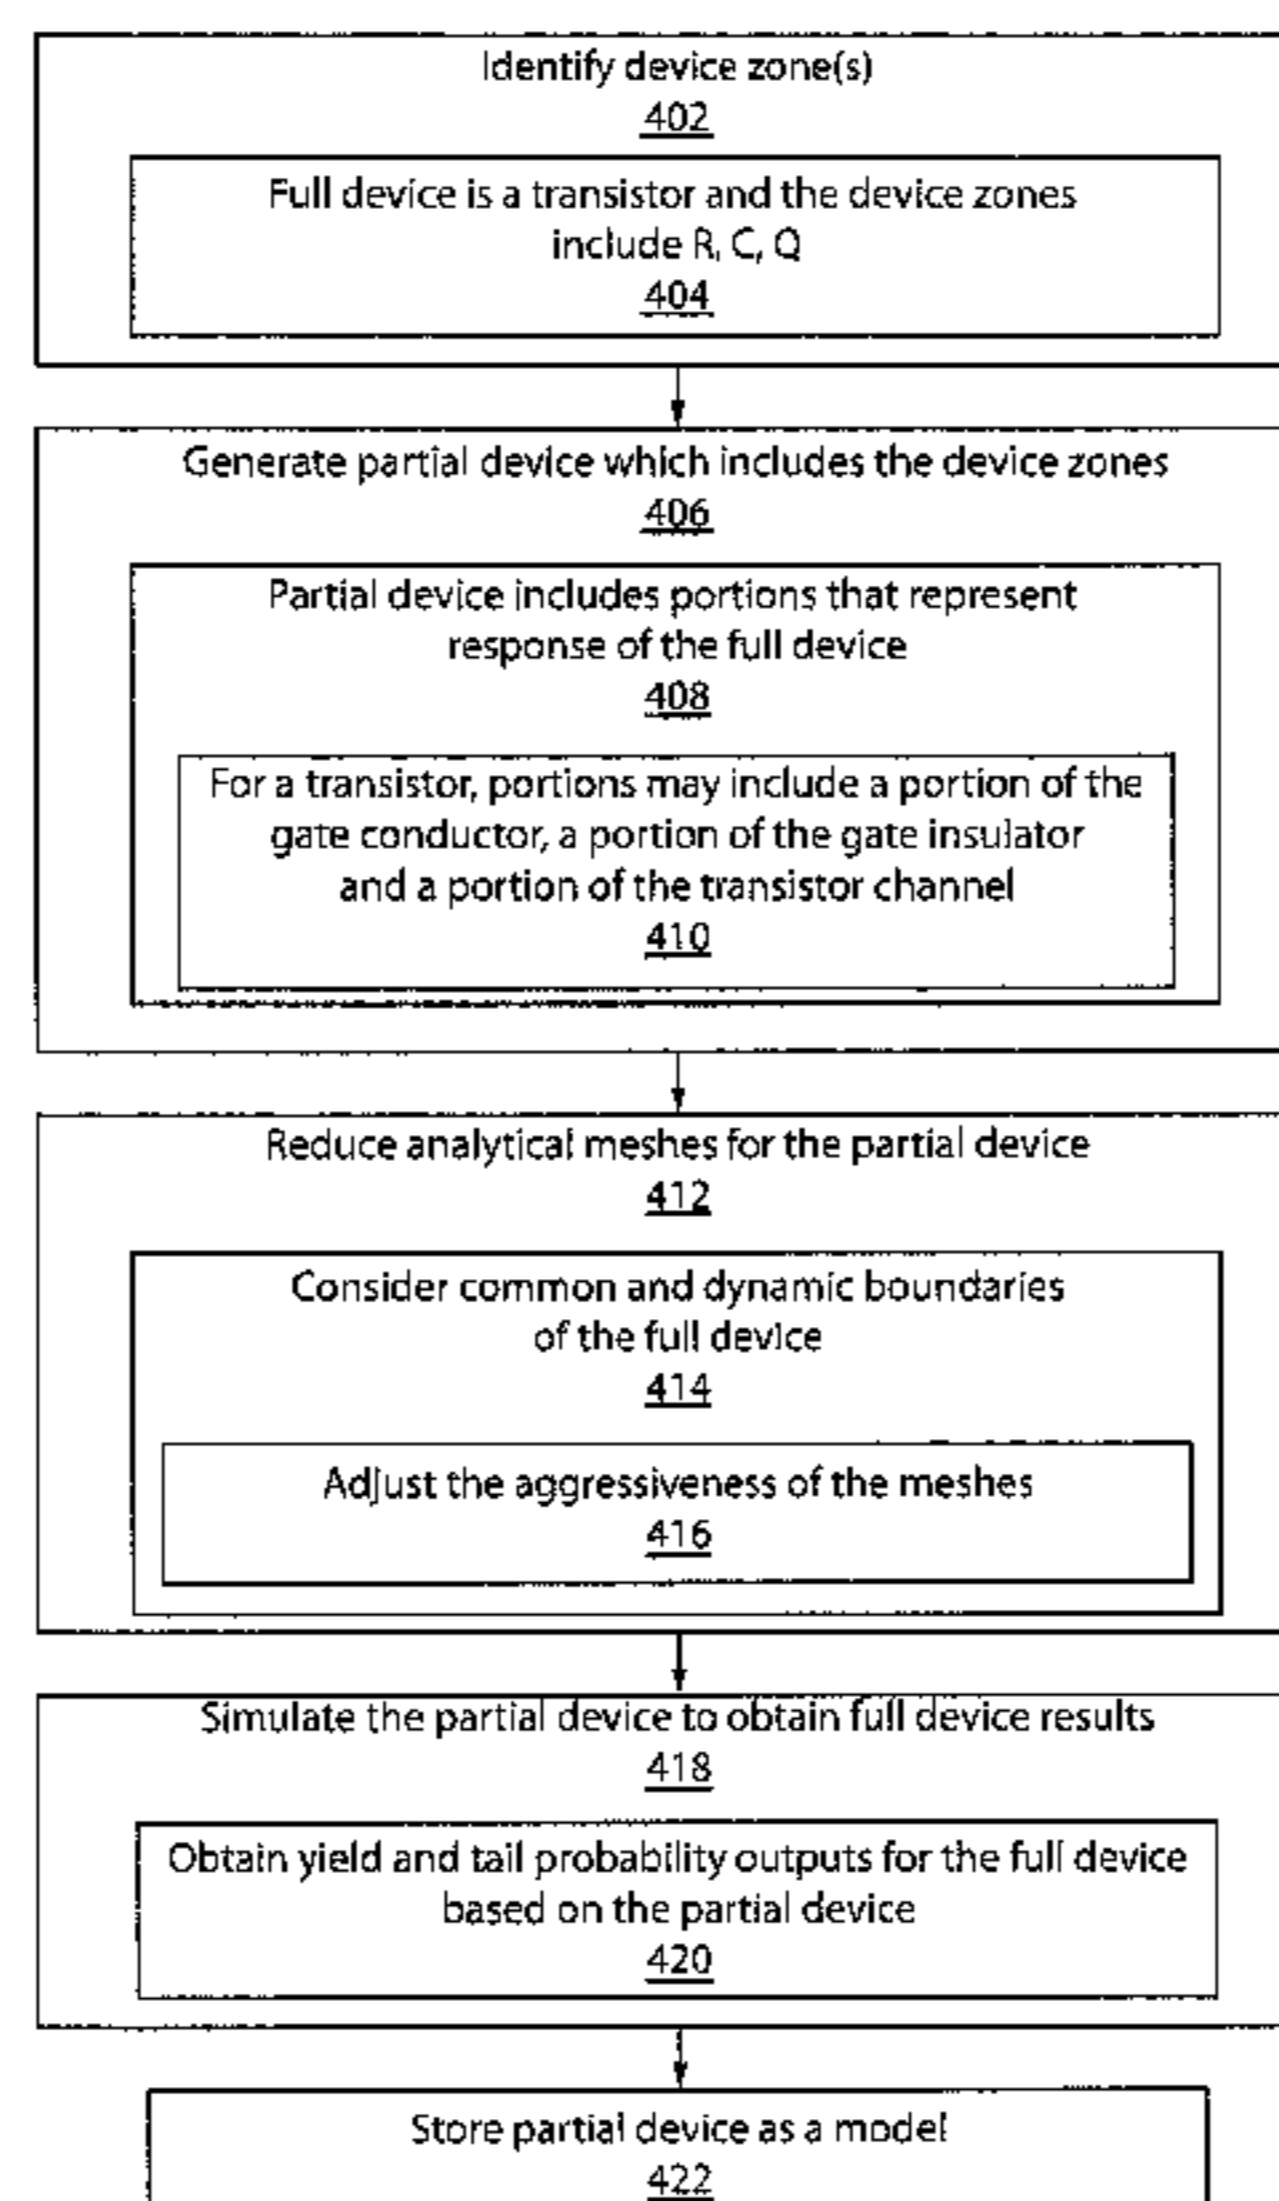 Identify device zone(s)
402
Full device is a transistor and the device zones
include R, C, Q
404
Generate partial device which includes the device zones
406
Partial device includes portions that represent
response of the full device
408
For a transistor, portions may include a portion of the
gate conductor, a portion of the gate insulator
and a portion of the transistor channel
410
Reduce analytical meshes for the partial device
412
Consider common and dynamic boundaries
of the full device
414
Adjust the aggressiveness of the meshes
416
Simulate the partial device to obtain full device results
418
Obtain yield and tail probability outputs for the full device
based on the partial device
420
Store partial device as a model
422